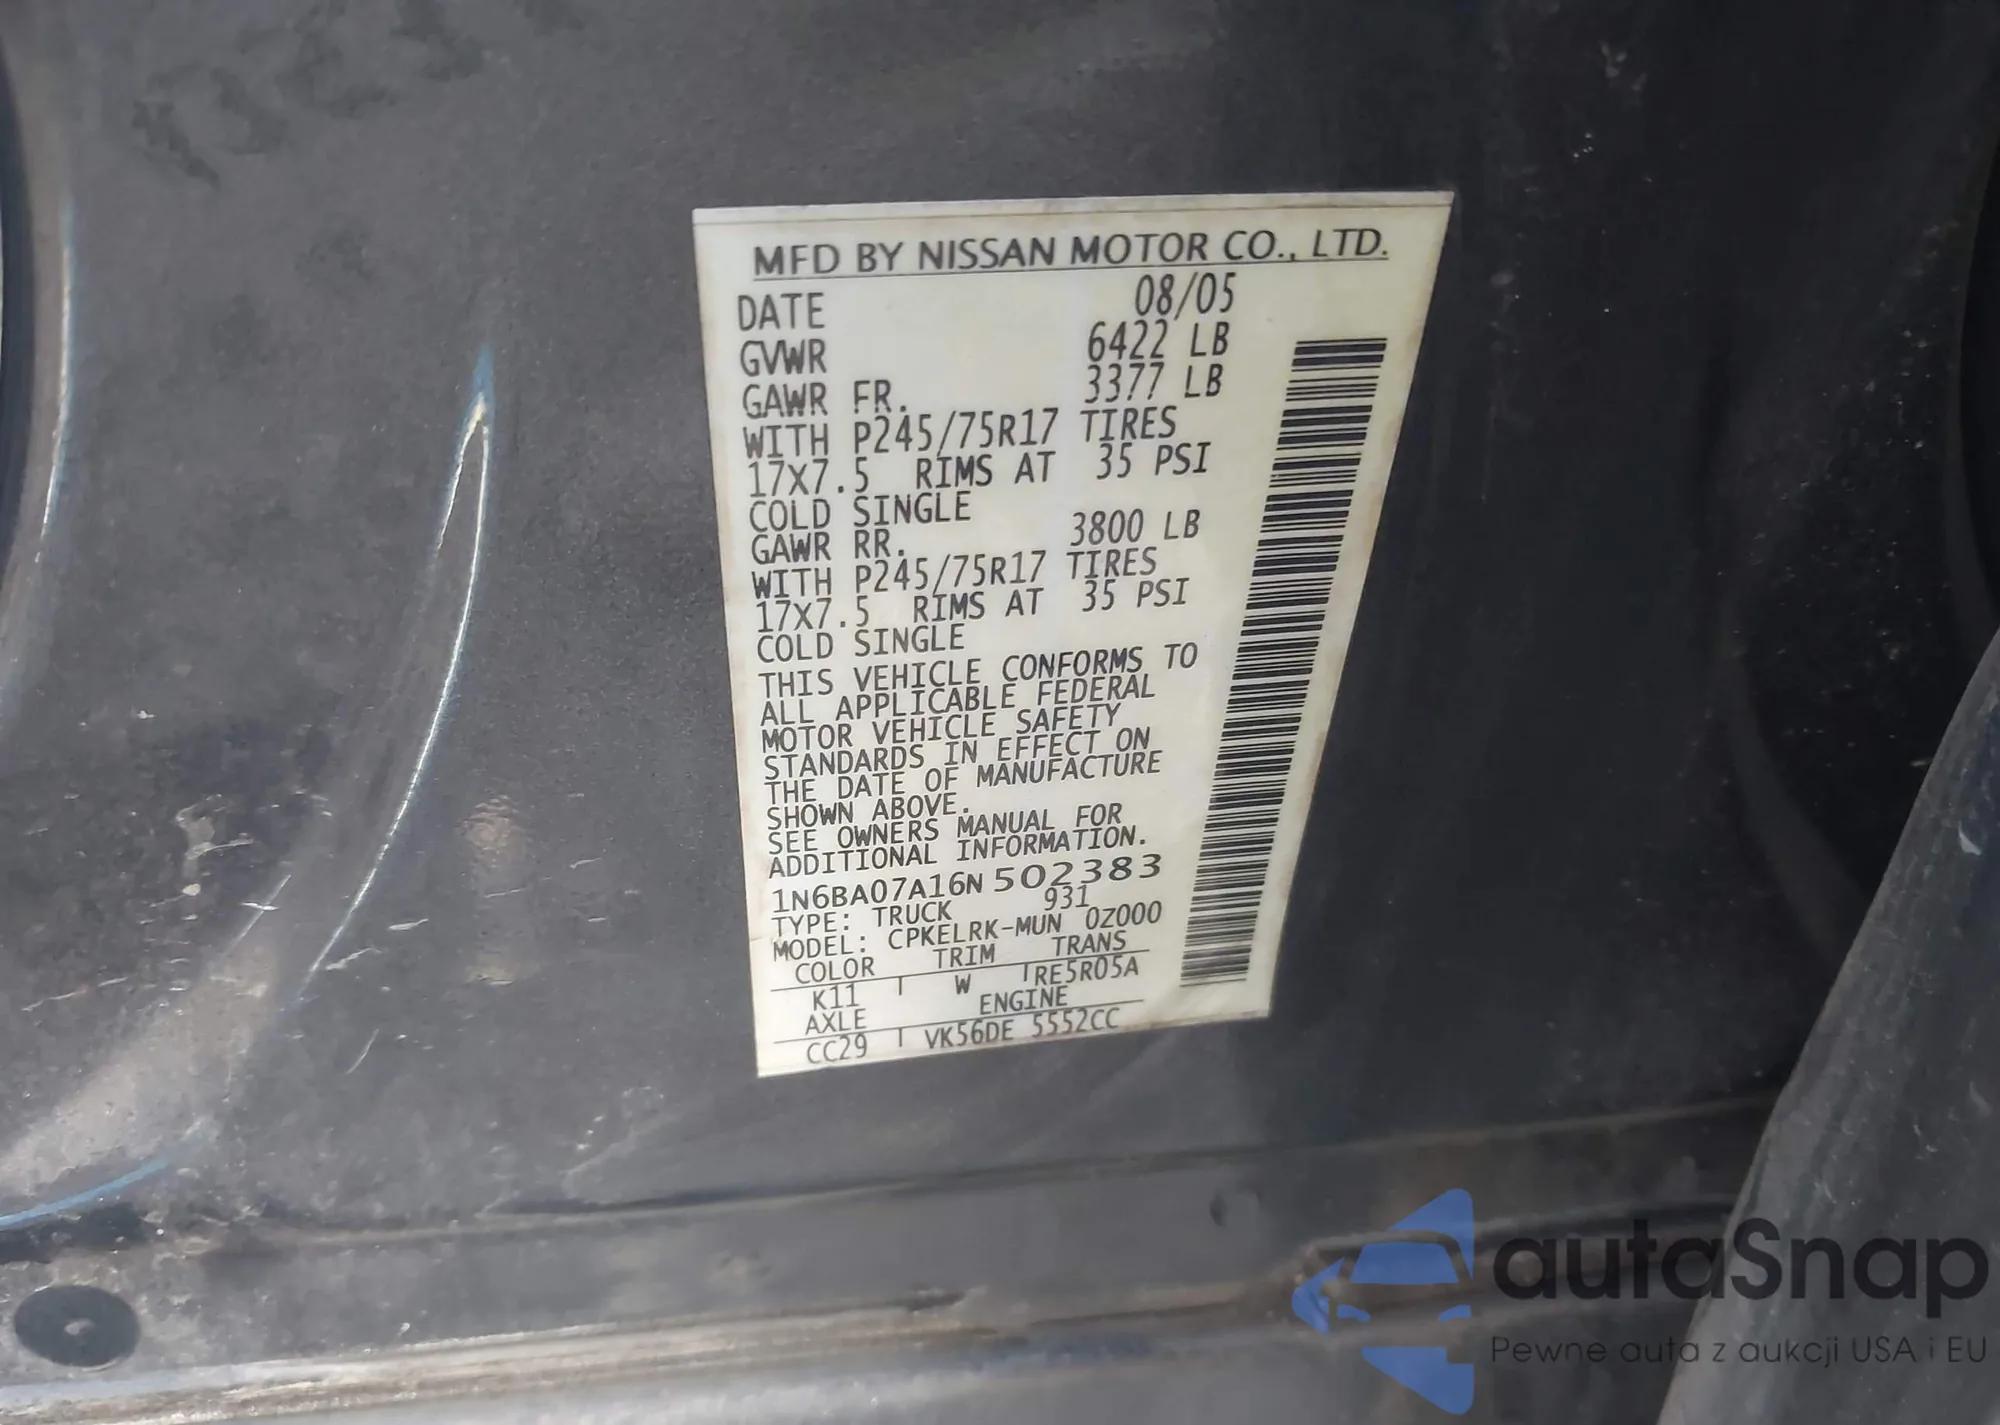 MFD BY NISSAN MOTOR CO., LTD.
DATE 08/05
GVWR 6422 LB
GAWR FR. 3377 LB
WITH P245/75R17 TIRES
17X7.5 RIMS AT 35 PSI
COLD SINGLE
GAWR RR. 3800 LB
WITH P245/75R17 TIRES
17X7.5 RIMS AT 35 PSI
COLD SINGLE
THIS VEHICLE CONFORMS TO
ALL APPLICABLE FEDERAL
MOTOR VEHICLE SAFETY
STANDARDS IN EFFECT ON
THE DATE OF MANUFACTURE
SHOWN ABOVE.
SEE OWNERS MANUAL FOR
ADDITIONAL INFORMATION.
1N6BA07A16N502383
TYPE: TRUCK 931
MODEL: CPKELRK-MUN 0Z000
COLOR TRIM TRANS
K11 W RE5R05A
AXLE ENGINE
CC29 VK56DE 5552CC
autaSnap
Pewne auta z aukcji USA i EU